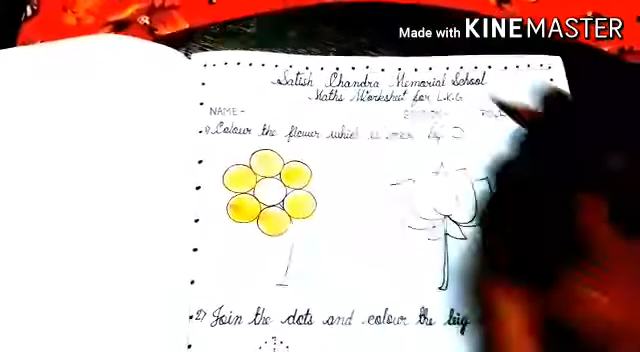 Made with KINEMASTER
Satish Chandra Memorial School
Maths Worksheet for L.K.G
NAME-
Colour the flower which is
27 Join the dots and colour the big